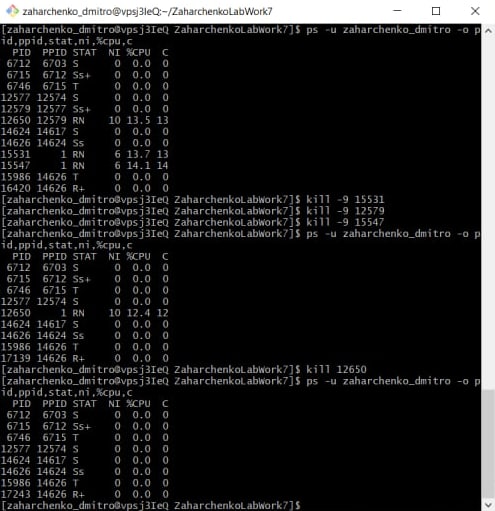 zaharchenko_dmitro@vpsj3IeQ:~/ZaharchenkoLabWork7
[zaharchenko_dmitro@vpsj3IeQ ZaharchenkoLabWork7]$ ps -u zaharchenko_dmitro -o p
id,ppid,stat,ni,%cpu,c
PID PPID STAT NI %CPU C
6712 6703 S 0 0.0 0
6715 6712 Ss+ 0 0.0 0
6746 6715 T 0 0.0 0
12577 12574 S 0 0.0 0
12579 12577 Ss+ 0 0.0 0
12650 12579 RN 10 13.5 13
14624 14617 S 0 0.0 0
14626 14624 Ss 0 0.0 0
15531 1 RN 6 13.7 13
15547 1 RN 6 14.1 14
15986 14626 T 0 0.0 0
16420 14626 R+ 0 0.0 0
[zaharchenko_dmitro@vpsj3IeQ ZaharchenkoLabWork7]$ kill -9 15531
[zaharchenko_dmitro@vpsj3IeQ ZaharchenkoLabWork7]$ kill -9 12579
[zaharchenko_dmitro@vpsj3IeQ ZaharchenkoLabWork7]$ kill -9 15547
[zaharchenko_dmitro@vpsj3IeQ ZaharchenkoLabWork7]$ ps -u zaharchenko_dmitro -o p
id,ppid,stat,ni,%cpu,c
PID PPID STAT NI %CPU C
6712 6703 S 0 0.0 0
6715 6712 Ss+ 0 0.0 0
6746 6715 T 0 0.0 0
12577 12574 S 0 0.0 0
12650 1 RN 10 12.4 12
14624 14617 S 0 0.0 0
14626 14624 Ss 0 0.0 0
15986 14626 T 0 0.0 0
17139 14626 R+ 0 0.0 0
[zaharchenko_dmitro@vpsj3IeQ ZaharchenkoLabWork7]$ kill 12650
[zaharchenko_dmitro@vpsj3IeQ ZaharchenkoLabWork7]$ ps -u zaharchenko_dmitro -o p
id,ppid,stat,ni,%cpu,c
PID PPID STAT NI %CPU C
6712 6703 S 0 0.0 0
6715 6712 Ss+ 0 0.0 0
6746 6715 T 0 0.0 0
12577 12574 S 0 0.0 0
14624 14617 S 0 0.0 0
14626 14624 Ss 0 0.0 0
15986 14626 T 0 0.0 0
17243 14626 R+ 0 0.0 0
[zaharchenko_dmitro@vpsj3IeQ ZaharchenkoLabWork7]$